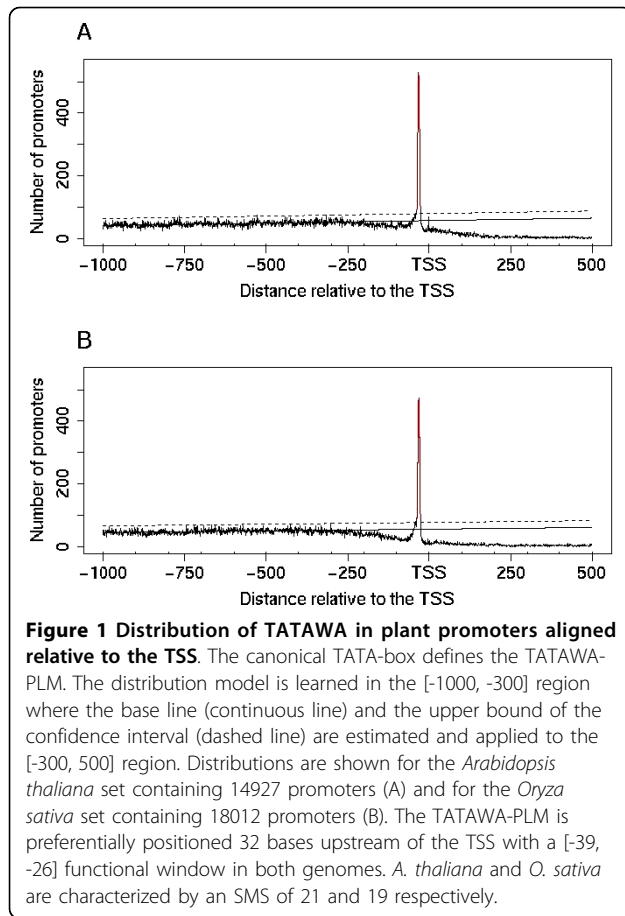 A
Number of promoters
0
200
400
-1000 -750 -500 -250 TSS 250 500
Distance relative to the TSS
B
Number of promoters
0
200
400
-1000 -750 -500 -250 TSS 250 500
Distance relative to the TSS
Figure 1 Distribution of TATAWA in plant promoters aligned
relative to the TSS. The canonical TATA-box defines the TATAWA-
PLM. The distribution model is learned in the [-1000, -300] region
where the base line (continuous line) and the upper bound of the
confidence interval (dashed line) are estimated and applied to the
[-300, 500] region. Distributions are shown for the Arabidopsis
thaliana set containing 14927 promoters (A) and for the Oryza
sativa set containing 18012 promoters (B). The TATAWA-PLM is
preferentially positioned 32 bases upstream of the TSS with a [-39,
-26] functional window in both genomes. A. thaliana and O. sativa
are characterized by an SMS of 21 and 19 respectively.